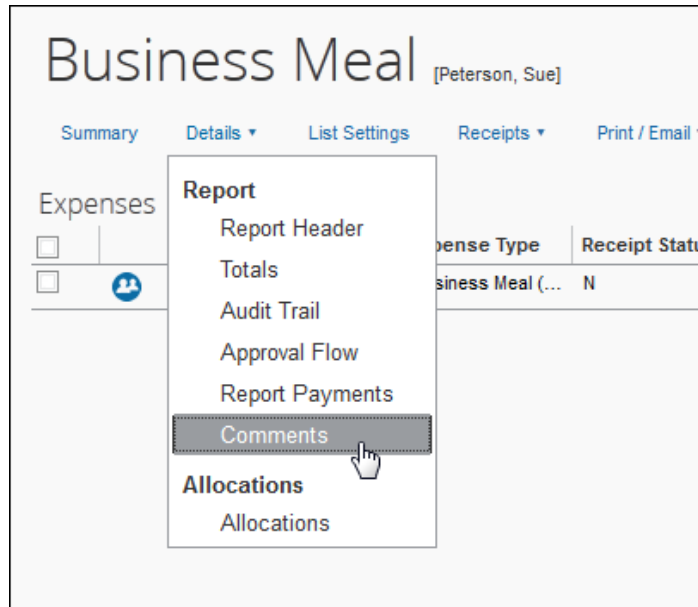 Business Meal [Peterson, Sue]
Summary Details ▾ List Settings Receipts ▾ Print / Email
Expenses
Report
Report Header
pense Type Receipt Statu
Totals
siness Meal (... N
Audit Trail
Approval Flow
Report Payments
Comments
Allocations
Allocations